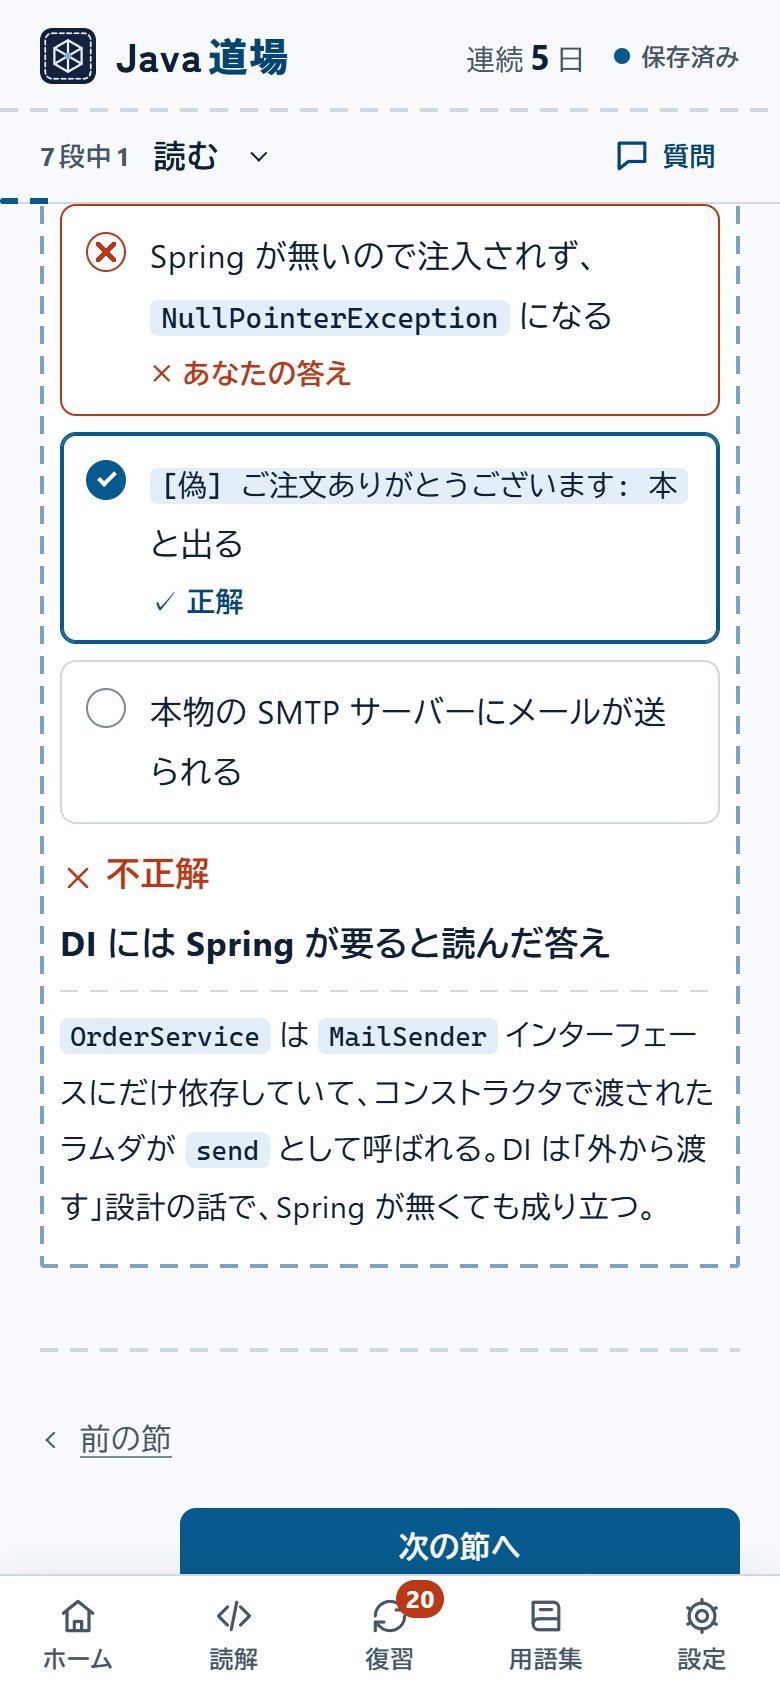 Java道場
連続 5 日
保存済み
7段中1 読む
質問
Spring が無いので注入されず、
NullPointerException になる
× あなたの答え
[偽] ご注文ありがとうございます: 本
と出る
✓ 正解
本物の SMTP サーバーにメールが送
られる
× 不正解
DI には Spring が要ると読んだ答え
OrderService は MailSender インターフェー
スにだけ依存していて、コンストラクタで渡された
ラムダが send として呼ばれる。DI は「外から渡
す」設計の話で、Spring が無くても成り立つ。
前の節
次の節へ
20
ホーム
読解
復習
用語集
設定